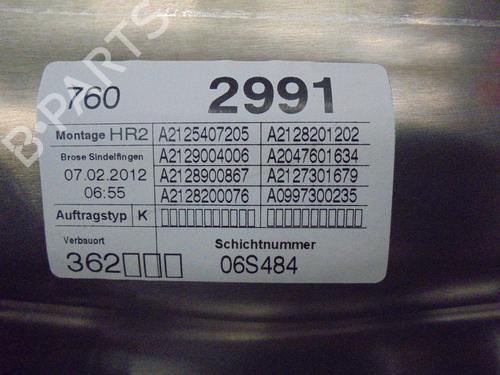 B-PARTS
760 2991
Montage HR2 A2125407205 A2128201202
Brose Sindelfingen A2129004006 A2047601634
07.02.2012 A2128900867 A2127301679
06:55 A2128200076 A0997300235
Auftragstyp K
Verbauort Schichtnummer
362 06S484